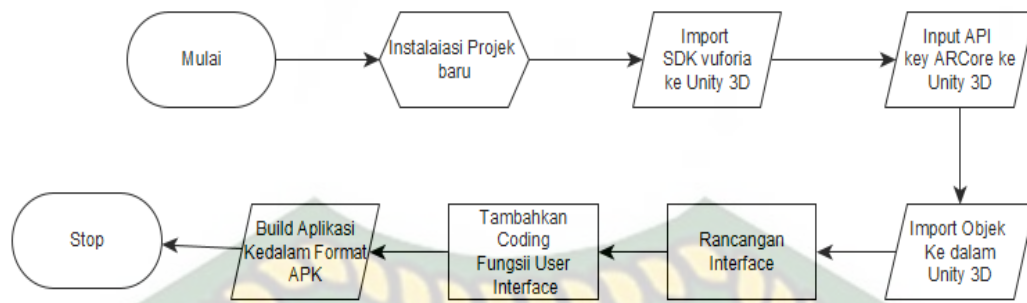 Mulai
Instalaiasi Projek
baru
Import
SDK vuforia
ke Unity 3D
Input API
key ARCore ke
Unity 3D
Import Objek
Ke dalam
Unity 3D
Rancangan
Interface
Tambahkan
Coding
Fungsii User
Interface
Build Aplikasi
Kedalam Format
APK
Stop